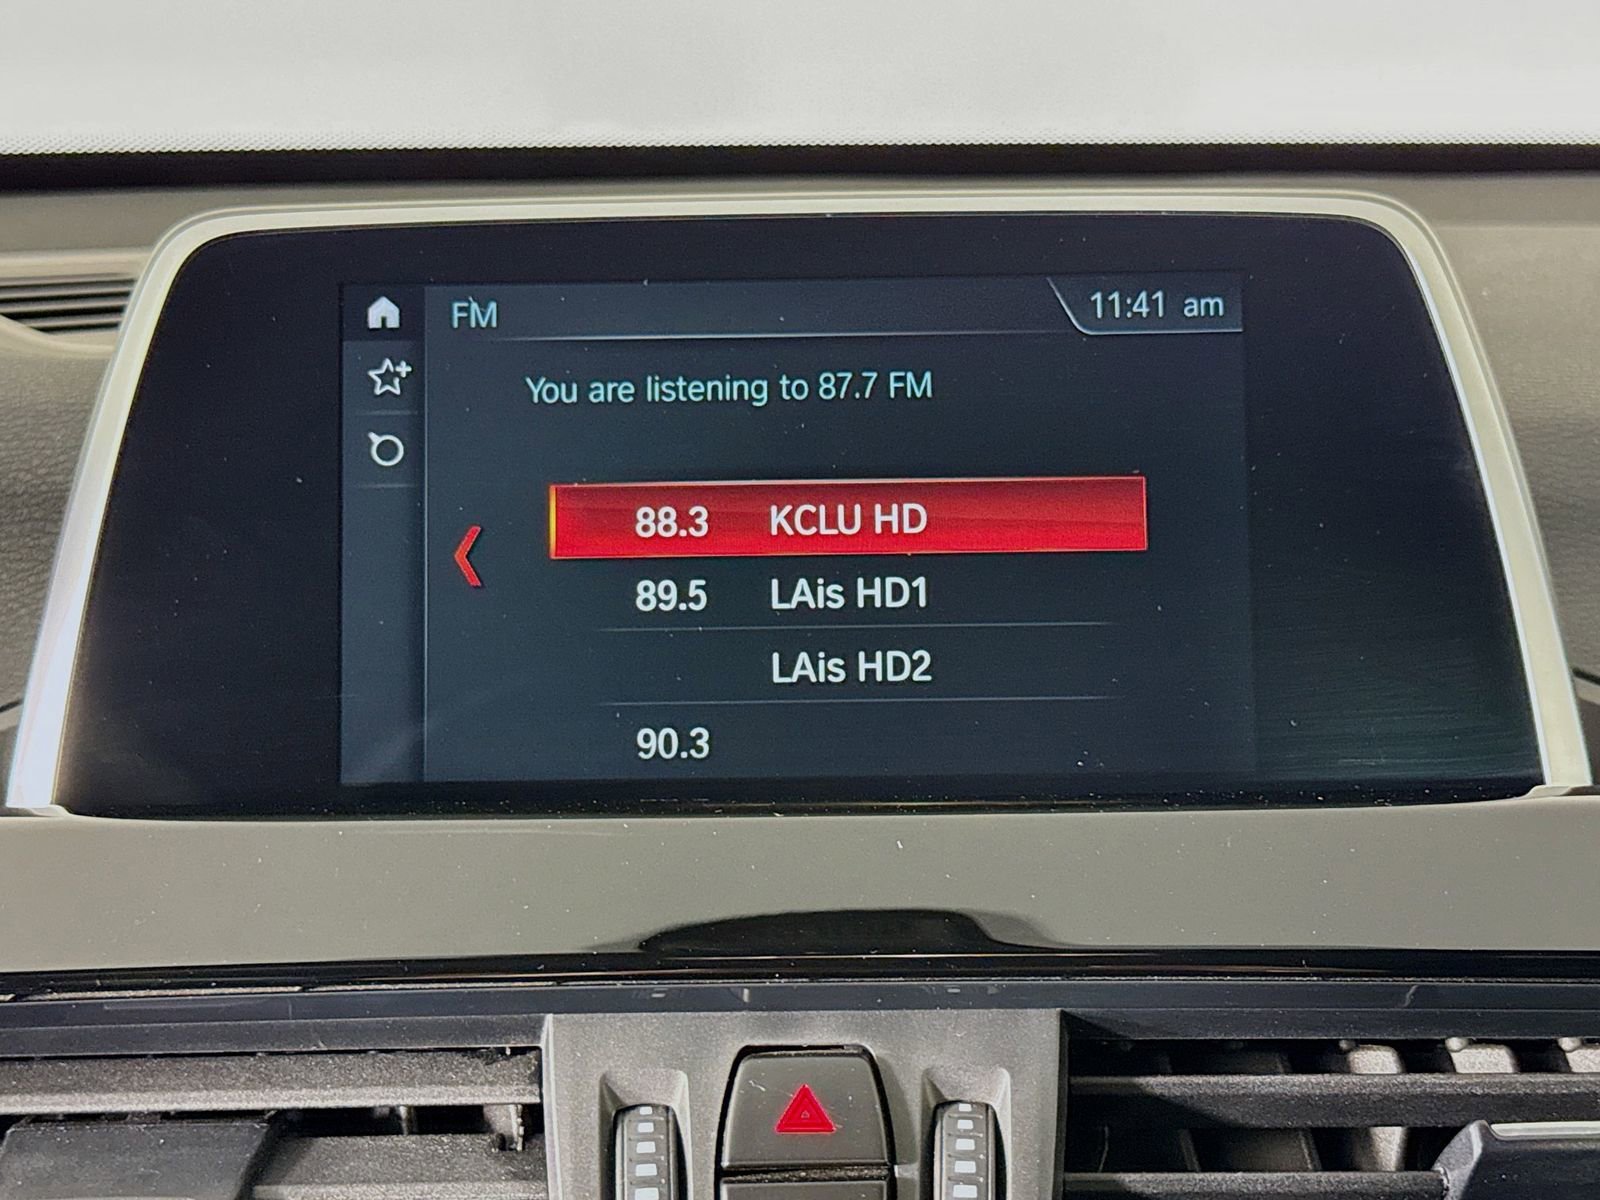 FM
11:41 am
You are listening to 87.7 FM
88.3 KCLU HD
89.5 LAis HD1
LAis HD2
90.3